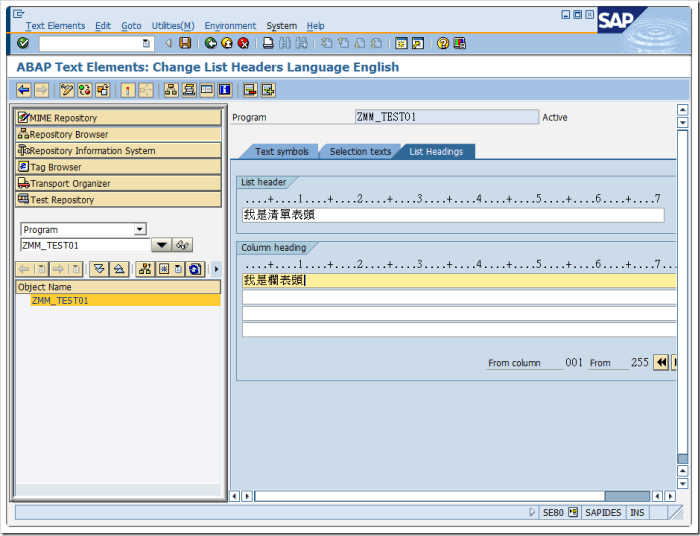 Text Elements Edit Goto Utilities(M) Environment System Help
SAP
ABAP Text Elements: Change List Headers Language English
MIME Repository
Repository Browser
Repository Information System
Tag Browser
Transport Organizer
Test Repository
Program
ZMM_TEST01
Object Name
ZMM_TEST01
Program ZMM_TEST01 Active
Text symbols Selection texts List Headings
List header
....+....1....+....2....+....3....+....4....+....5....+....6....+....7
我是清單表頭
Column heading
....+....1....+....2....+....3....+....4....+....5....+....6....+....7...
我是欄表頭
From column 001 From 255
SE80 SAPIDES INS